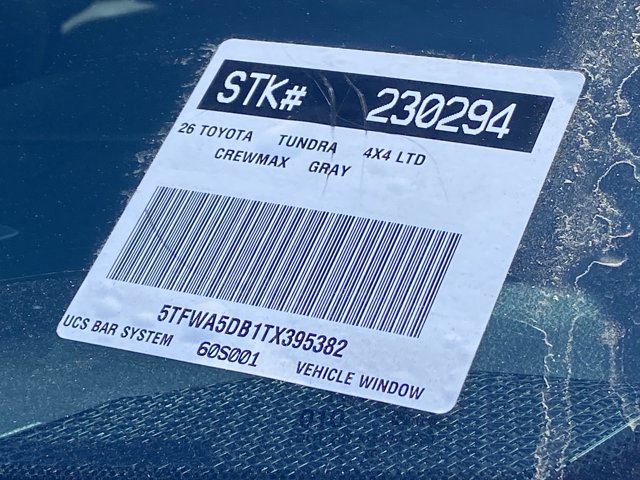 STK# 230294
26 TOYOTA TUNDRA 4X4 LTD
CREWMAX GRAY
5TFWA5DB1TX395382
UCS BAR SYSTEM 60S001 VEHICLE WINDOW